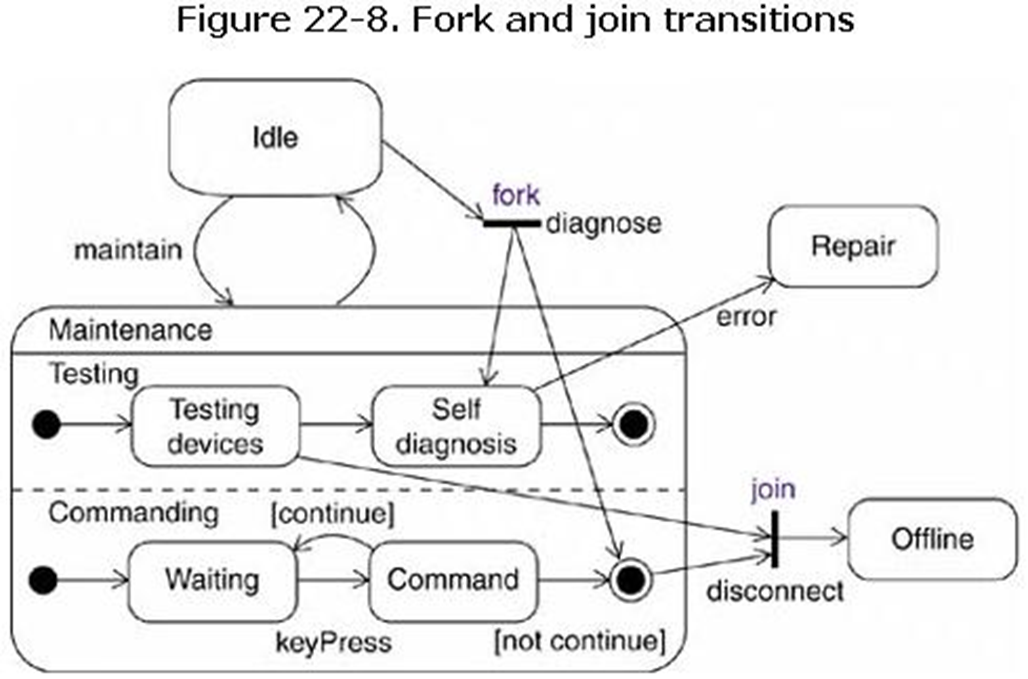 Figure 22-8. Fork and join transitions
Idle
fork
diagnose
maintain
Repair
error
Maintenance
Testing
Testing
devices
Self
diagnosis
join
Commanding
[continue]
Waiting
Command
Offline
disconnect
keyPress
[not continue]